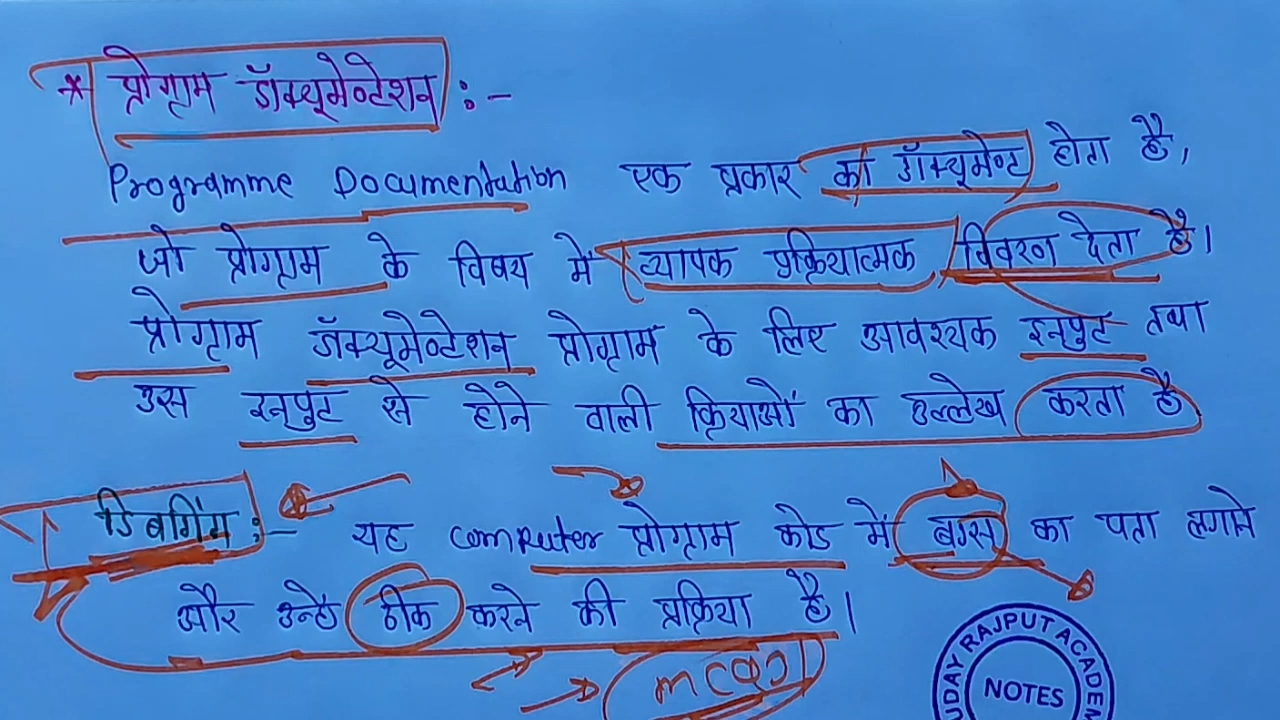 * प्रोग्राम डॉक्यूमेन्टेशन :-
Programme Documentation एक प्रकार का डॉक्यूमेन्ट होता है,
जो प्रोग्राम के विषय में व्यापक प्रक्रियात्मक विवरण देता है।
प्रोग्राम डॉक्यूमेन्टेशन प्रोग्राम के लिए आवश्यक इनपुट तथा
उस इनपुट से होने वाली क्रियाओं का उल्लेख करता है
डिबगिंग :- यह computer प्रोग्राम कोड में बग्स का पता लगाने
और उन्हें ठीक करने की प्रक्रिया है।
MCQ
UDAY RAJPUT ACADEM
NOTES